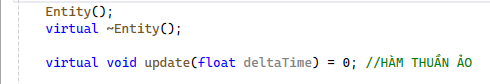 Entity();
virtual ~Entity();
virtual void update(float deltaTime) = 0; //HÀM THUẦN ẢO